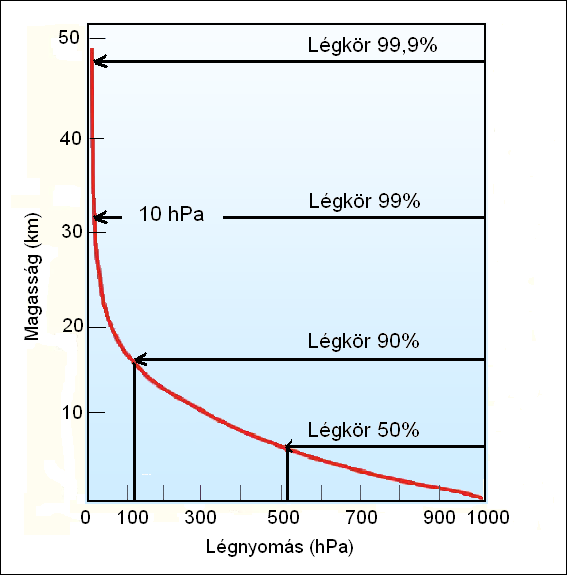 50
Légkör 99,9%
40
Légkör 99%
10 hPa
30
Magasság (km)
20
Légkör 90%
10
Légkör 50%
0 100 300 500 700 900 1000
Légnyomás (hPa)